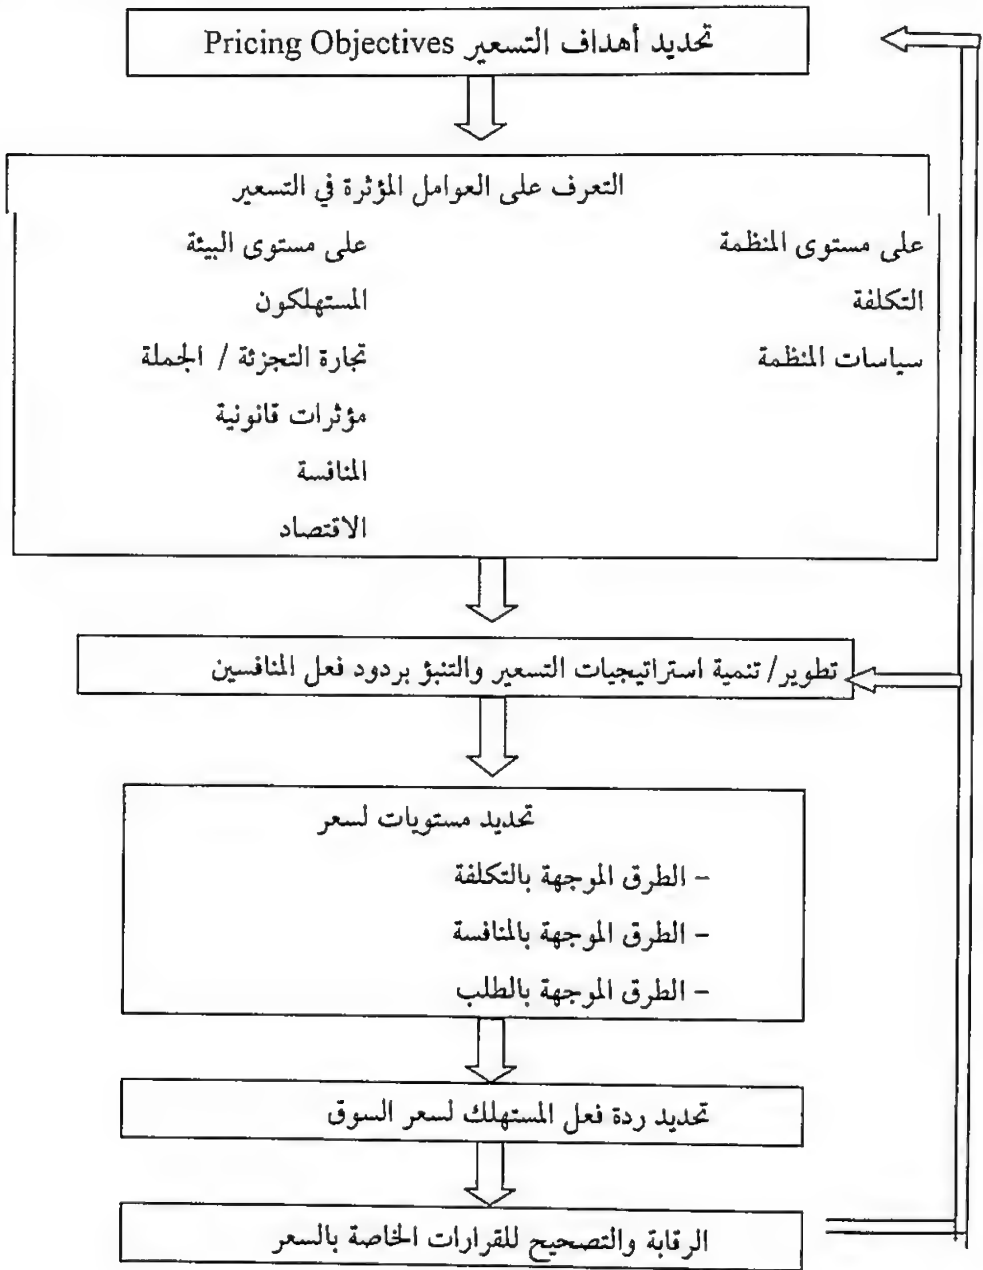 تحديد أهداف التسعير Pricing Objectives
التعرف على العوامل المؤثرة في التسعير
على مستوى المنظمة
التكلفة
سياسات المنظمة
على مستوى البيئة
المستهلكون
تجارة التجزئة / الجملة
مؤثرات قانونية
المنافسة
الاقتصاد
تطوير/ تنمية استراتيجيات التسعير والتنبؤ بردود فعل المنافسين
تحديد مستويات لسعر
– الطرق الموجهة بالتكلفة
– الطرق الموجهة بالمنافسة
– الطرق الموجهة بالطلب
تحديد ردة فعل المستهلك لسعر السوق
الرقابة والتصحيح للقرارات الخاصة بالسعر